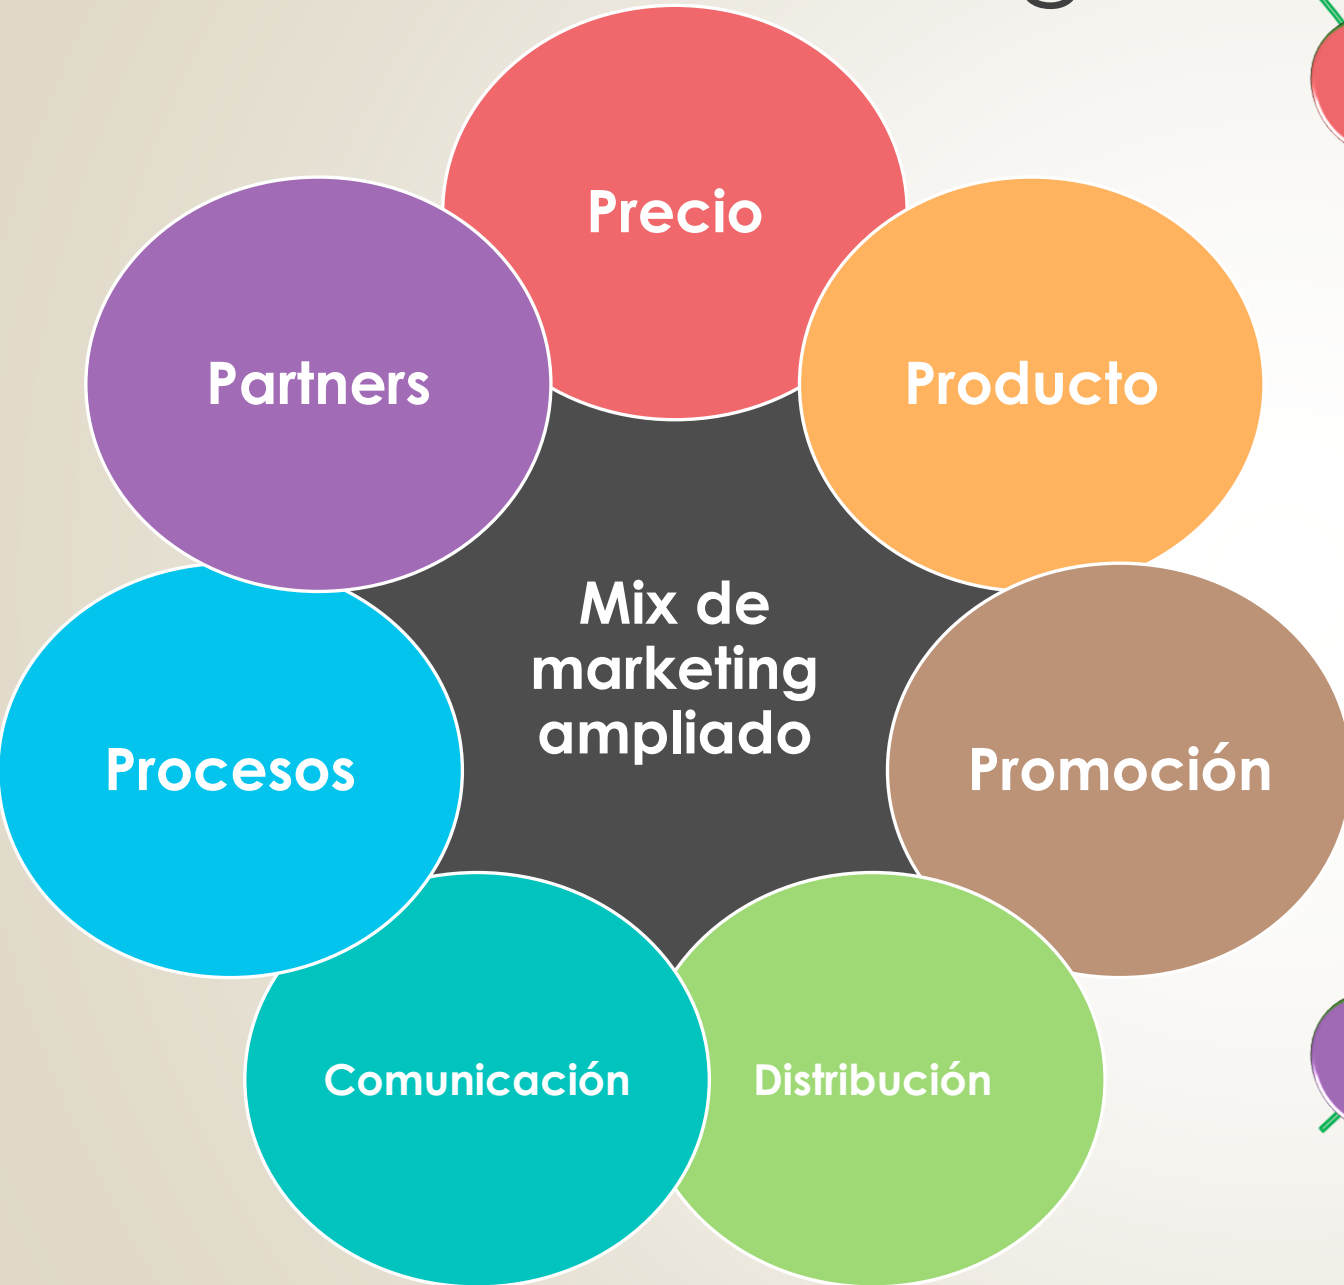 Precio
Producto
Promoción
Distribución
Comunicación
Procesos
Partners
Mix de
marketing
ampliado